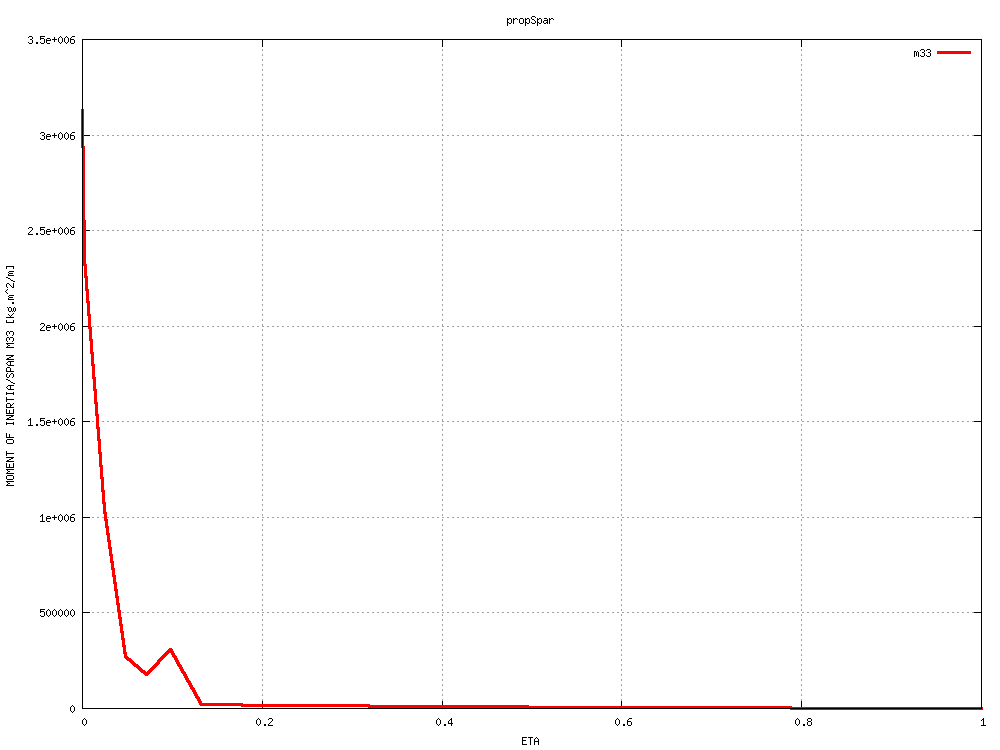 propSpar
m33
3.5e+006
3e+006
2.5e+006
2e+006
1.5e+006
1e+006
500000
0
MOMENT OF INERTIA/SPAN M33 [kg.m^2/m]
0 0.2 0.4 0.6 0.8 1
ETA